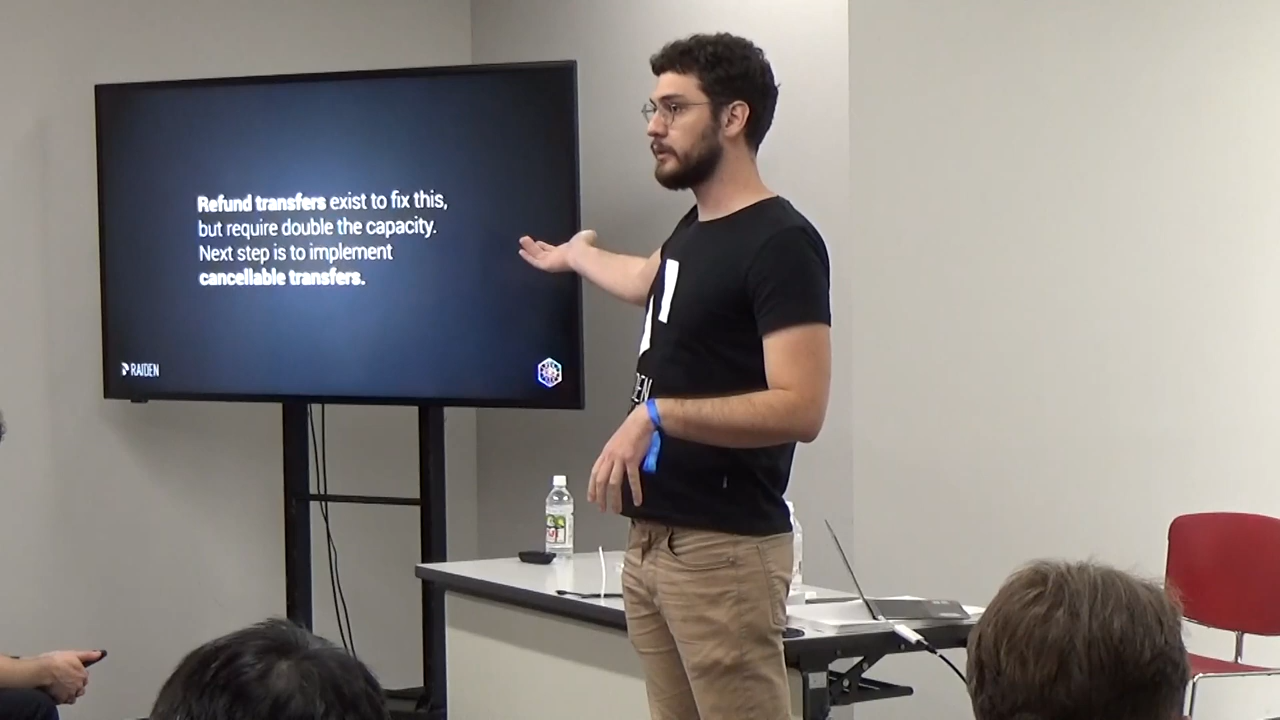 Refund transfers exist to fix this,
but require double the capacity.
Next step is to implement
cancellable transfers.
RAIDEN